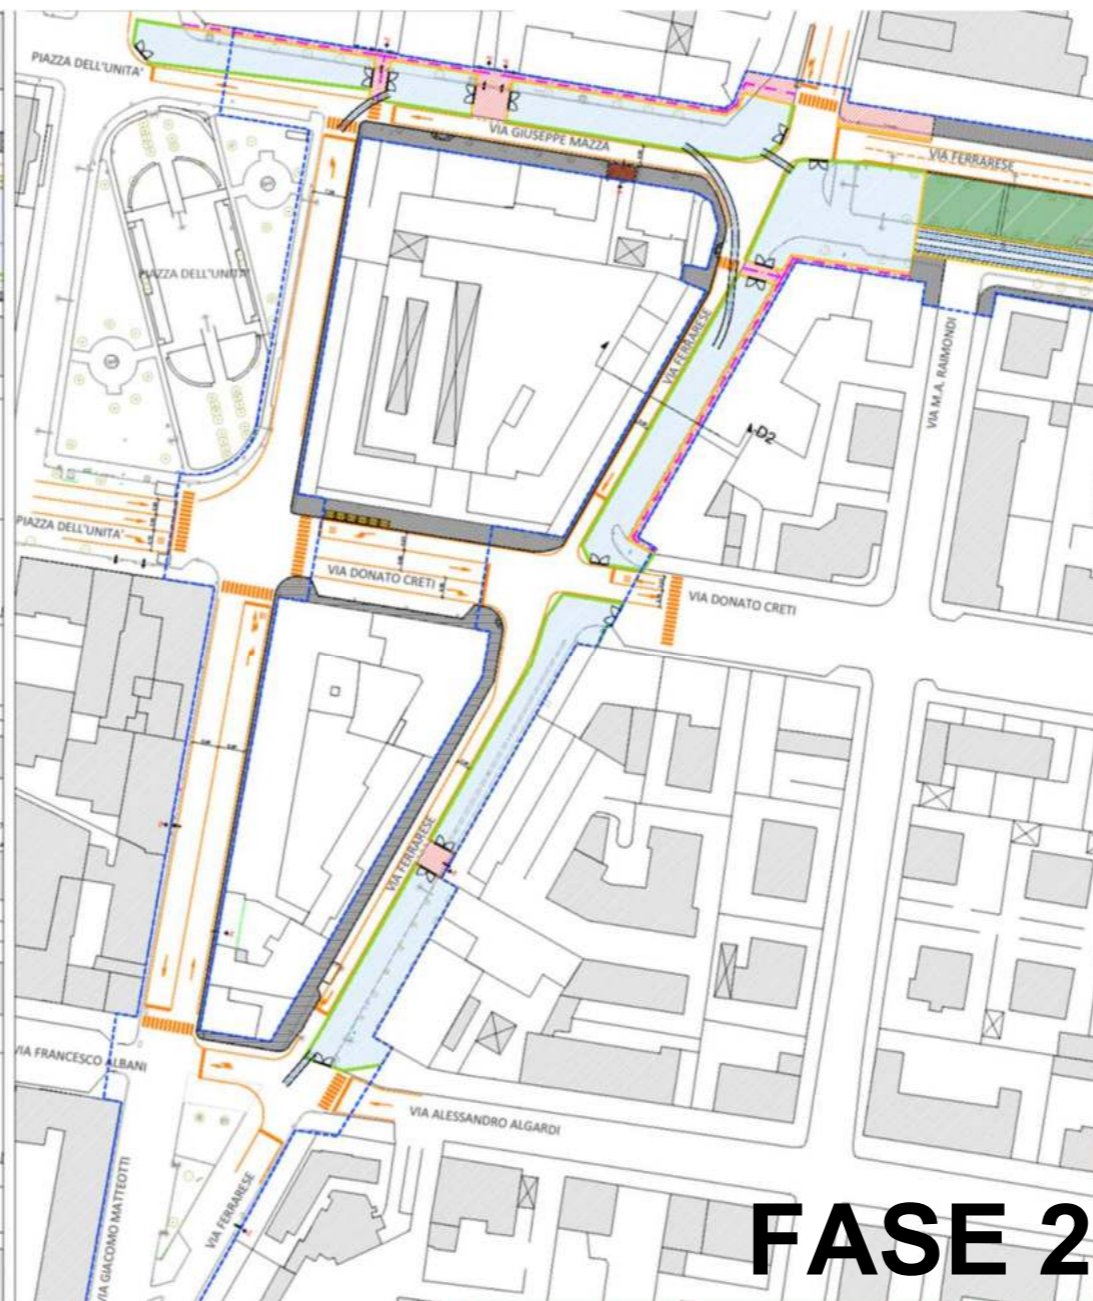 PIAZZA DELL'UNITA'
VIA GIUSEPPE MAZZA
VIA FERRARESE
PIAZZA DELL'UNITA'
VIA FERRARESE
VIA M.A. RAIMONDI
D2
PIAZZA DELL'UNITA'
VIA DONATO CRETI
VIA DONATO CRETI
VIA FERRARESE
VIA FRANCESCO ALBANI
VIA ALESSANDRO ALGARDI
VIA GIACOMO MATTEOTTI
VIA FERRARESE
FASE 2